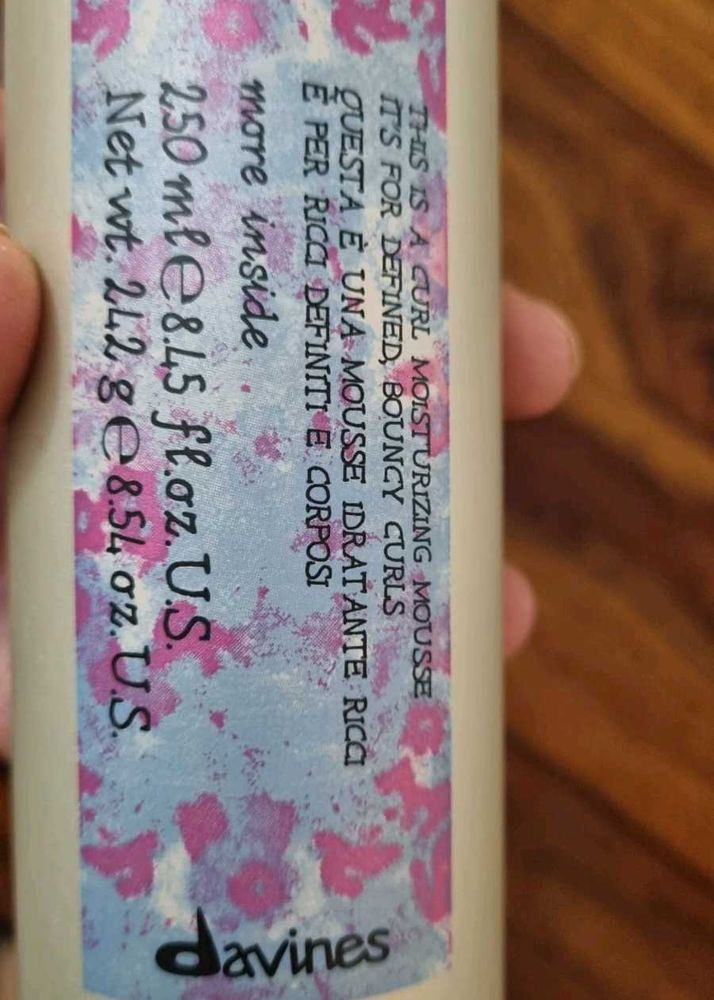 THIS IS A CURL MOISTURIZING MOUSSE
IT'S FOR DEFINED, BOUNCY CURLS
QUESTA È UNA MOUSSE IDRATANTE RICCI
È PER RICCI DEFINITI E CORPOSI
more inside
250 ml ℮ 8.45 fl.oz. U.S.
Net wt. 242 g ℮ 8.54 oz. U.S.
davines